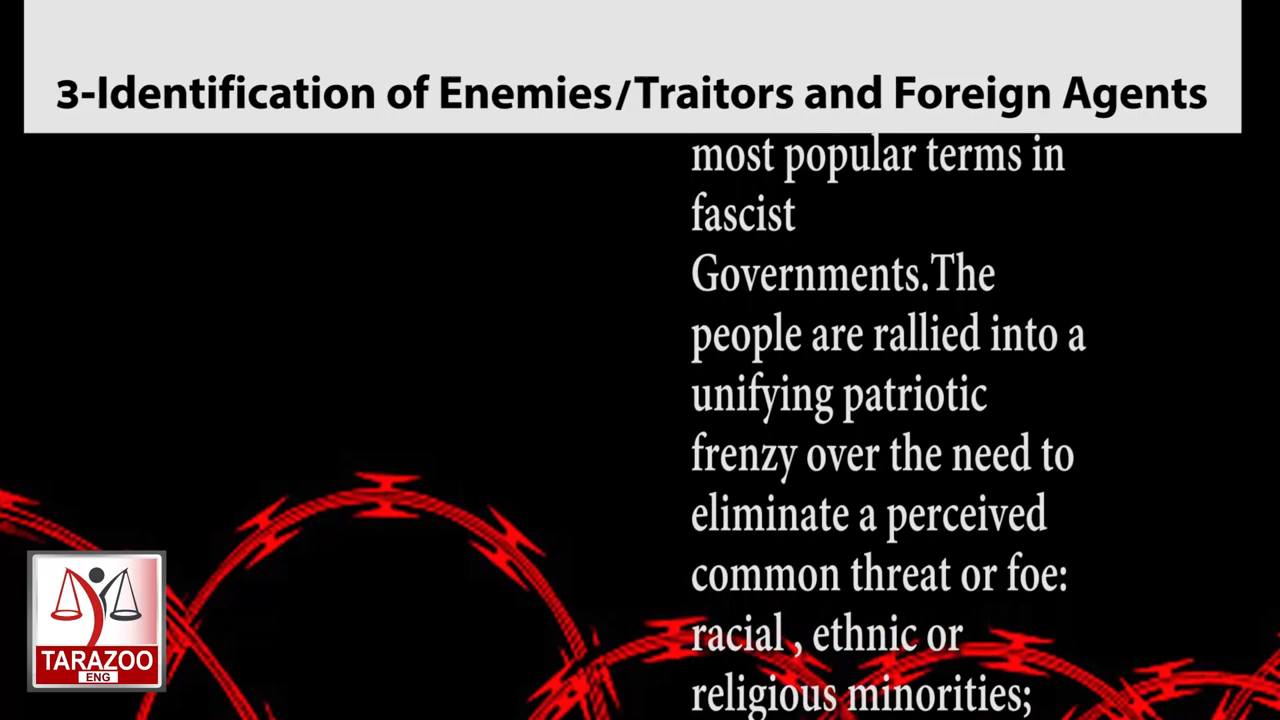 3-Identification of Enemies/Traitors and Foreign Agents
most popular terms in
fascist
Governments.The
people are rallied into a
unifying patriotic
frenzy over the need to
eliminate a perceived
common threat or foe:
racial , ethnic or
religious minorities;
TARAZOO
ENG